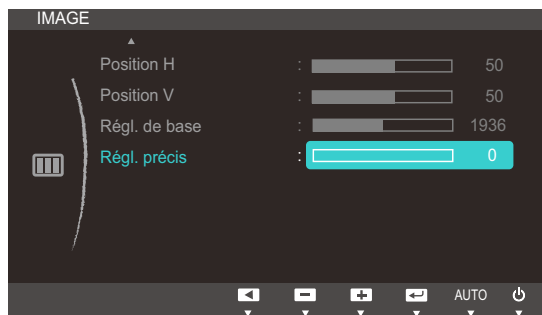 IMAGE
Position H : 50
Position V : 50
Régl. de base : 1936
Régl. précis : 0
AUTO